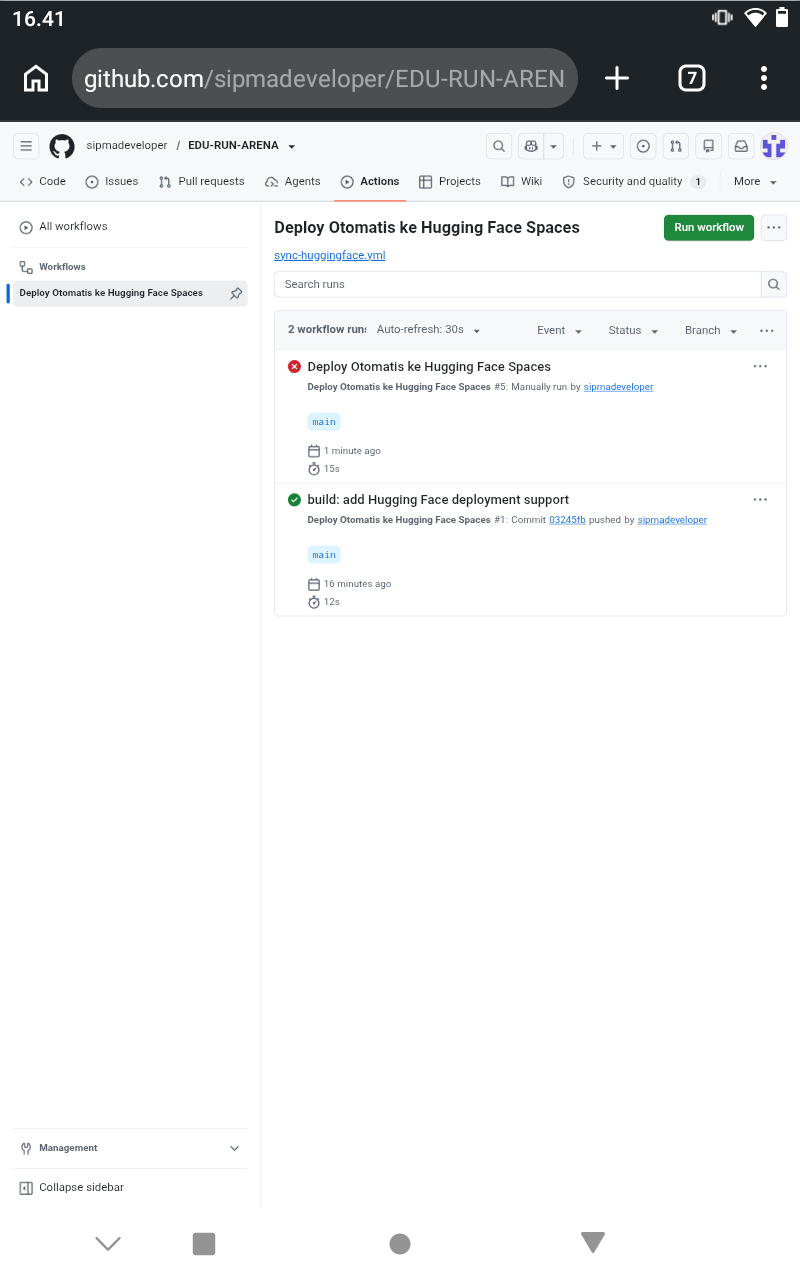 16.41
github.com/sipmadeveloper/EDU-RUN-AREN
7
sipmadeveloper / EDU-RUN-ARENA
Code Issues Pull requests Agents Actions Projects Wiki Security and quality 1 More
All workflows
Workflows
Deploy Otomatis ke Hugging Face Spaces
Deploy Otomatis ke Hugging Face Spaces
Run workflow
sync-huggingface.yml
Search runs
2 workflow runs Auto-refresh: 30s Event Status Branch
Deploy Otomatis ke Hugging Face Spaces
Deploy Otomatis ke Hugging Face Spaces #5: Manually run by sipmadeveloper
main
1 minute ago
15s
build: add Hugging Face deployment support
Deploy Otomatis ke Hugging Face Spaces #1: Commit 03245fb pushed by sipmadeveloper
main
16 minutes ago
12s
Management
Collapse sidebar